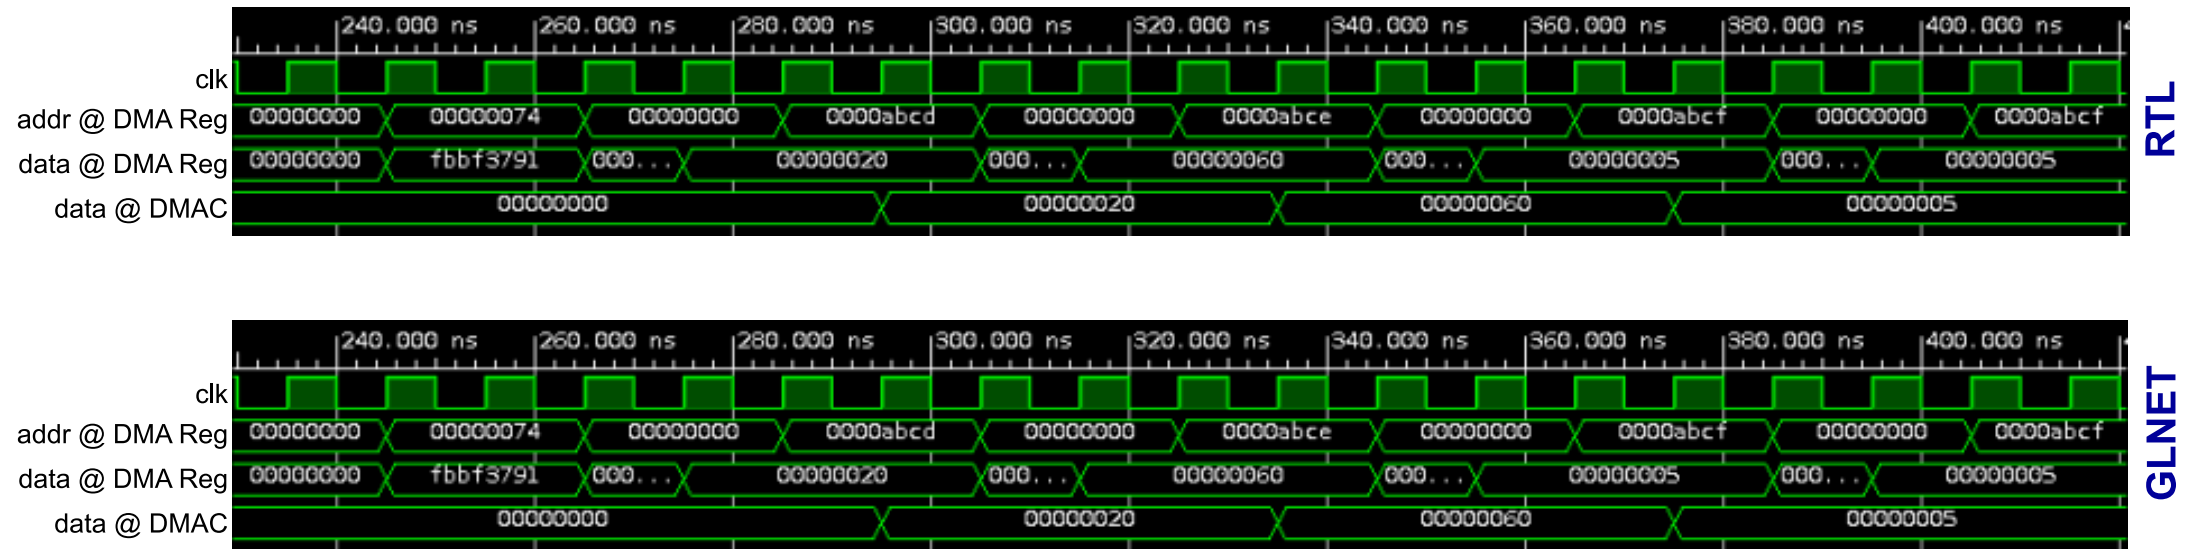 240.000 ns 260.000 ns 280.000 ns 300.000 ns 320.000 ns 340.000 ns 360.000 ns 380.000 ns 400.000 ns
clk
addr @ DMA Reg 00000000 00000074 00000000 0000abcd 00000000 0000abce 00000000 0000abcf 00000000 0000abcf
data @ DMA Reg 00000000 fbbf3791 000... 00000020 000... 00000060 000... 00000005 000... 00000005
data @ DMAC 00000000 00000020 00000060 00000005
RTL
240.000 ns 260.000 ns 280.000 ns 300.000 ns 320.000 ns 340.000 ns 360.000 ns 380.000 ns 400.000 ns
clk
addr @ DMA Reg 00000000 00000074 00000000 0000abcd 00000000 0000abce 00000000 0000abcf 00000000 0000abcf
data @ DMA Reg 00000000 fbbf3791 000... 00000020 000... 00000060 000... 00000005 000... 00000005
data @ DMAC 00000000 00000020 00000060 00000005
GLNET